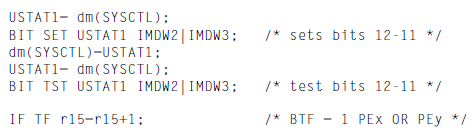 USTAT1- dm(SYSCTL);
BIT SET USTAT1 IMDW2|IMDW3; /* sets bits 12-11 */
dm(SYSCTL)-USTAT1;
USTAT1- dm(SYSCTL);
BIT TST USTAT1 IMDW2|IMDW3; /* test bits 12-11 */
IF TF r15-r15+1; /* BTF - 1 PEx OR PEy */